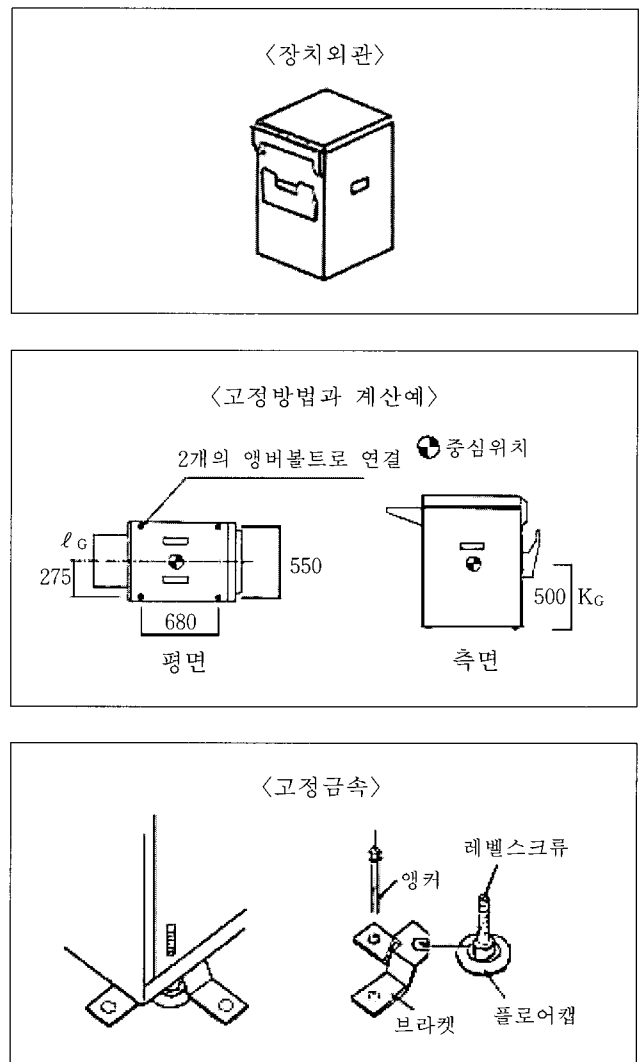 〈장치외관〉
〈고정방법과 계산예〉
2개의 앵버볼트로 연결
중심위치
ℓG
275
550
680
평면
500
KG
측면
〈고정금속〉
레벨스크류
앵커
브라켓
플로어캡